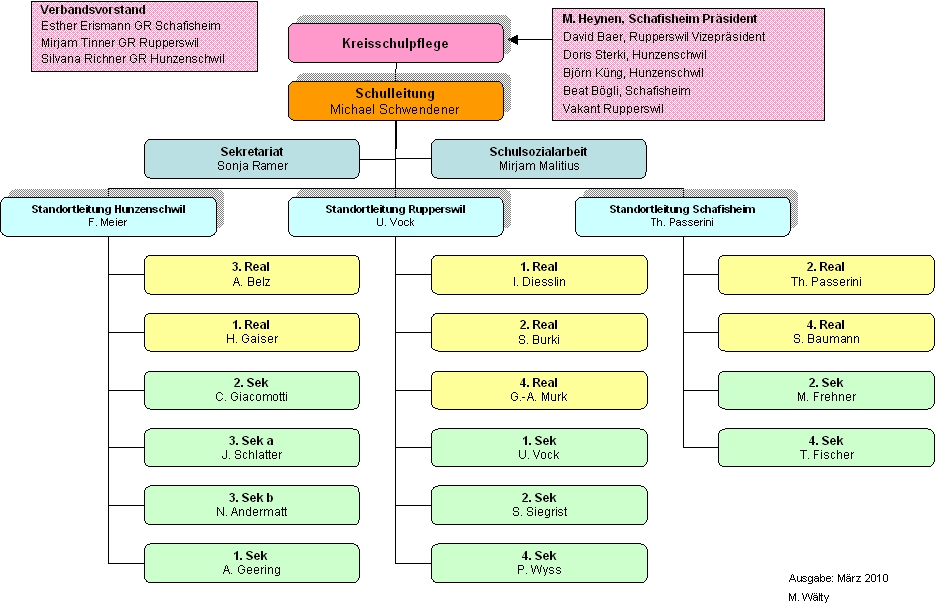 Verbandsvorstand
Esther Erismann GR Schafisheim
Mirjam Tinner GR Rupperswil
Silvana Richner GR Hunzenschwil
Kreisschulpflege
M. Heynen, Schafisheim Präsident
David Baer, Rupperswil Vizepräsident
Doris Sterki, Hunzenschwil
Björn Küng, Hunzenschwil
Beat Bögli, Schafisheim
Vakant Rupperswil
Schulleitung
Michael Schwendener
Sekretariat
Sonja Ramer
Schulsozialarbeit
Mirjam Malitius
Standortleitung Hunzenschwil
F. Meier
Standortleitung Rupperswil
U. Vock
Standortleitung Schafisheim
Th. Passerini
3. Real
A. Belz
1. Real
H. Gaiser
2. Sek
C. Giacomotti
3. Sek a
J. Schlatter
3. Sek b
N. Andermatt
1. Sek
A. Geering
1. Real
I. Diesslin
2. Real
S. Burki
4. Real
G.-A. Murk
1. Sek
U. Vock
2. Sek
S. Siegrist
4. Sek
P. Wyss
2. Real
Th. Passerini
4. Real
S. Baumann
2. Sek
M. Frehner
4. Sek
T. Fischer
Ausgabe: März 2010
M. Wälty